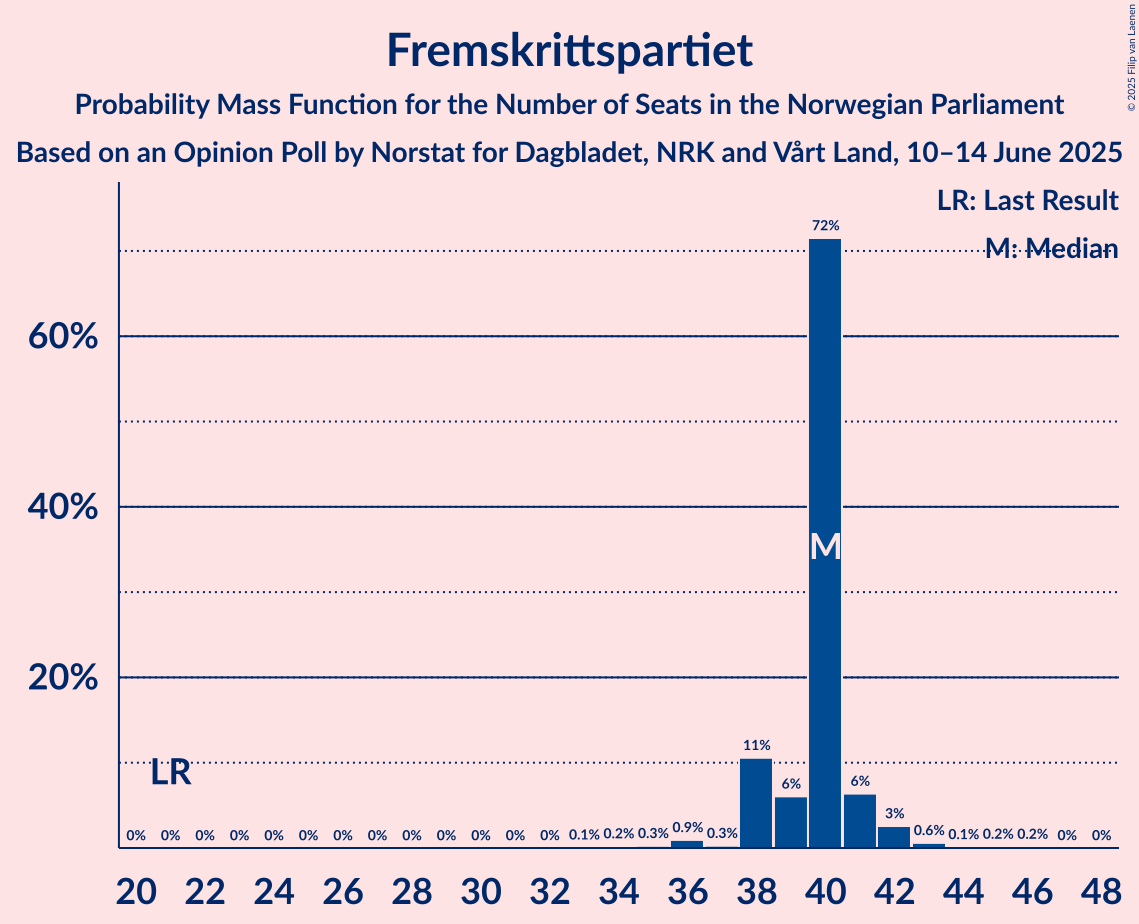 Fremskrittspartiet
Probability Mass Function for the Number of Seats in the Norwegian Parliament
Based on an Opinion Poll by Norstat for Dagbladet, NRK and Vårt Land, 10–14 June 2025
© 2025 Filip van Laenen
LR: Last Result
M: Median
60%
40%
20%
72%
M
LR
11%
6%
6%
3%
0% 0% 0% 0% 0% 0% 0% 0% 0% 0% 0% 0% 0% 0.1% 0.2% 0.3% 0.9% 0.3% 0.6% 0.1% 0.2% 0.2% 0% 0%
20 22 24 26 28 30 32 34 36 38 40 42 44 46 48